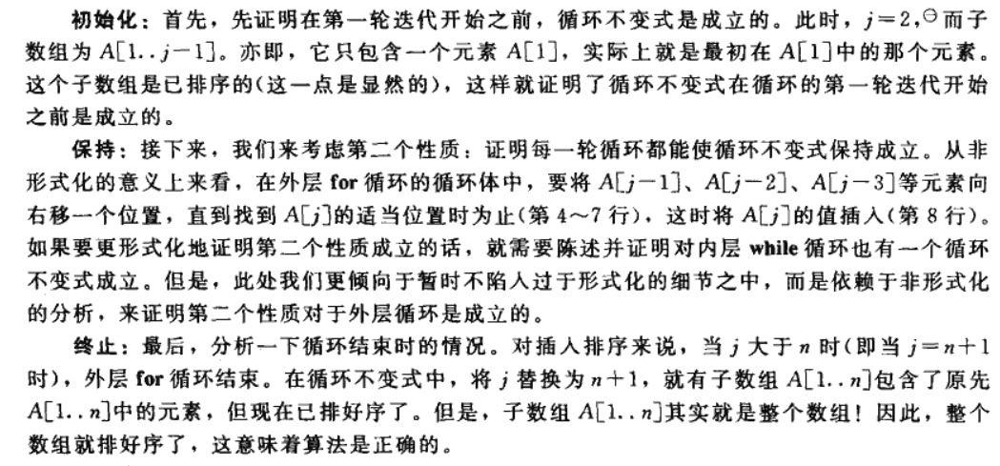 初始化：首先，先证明在第一轮迭代开始之前，循环不变式是成立的。此时，j＝2，⊖而子
数组为 A[1..j－1]。亦即，它只包含一个元素 A[1]，实际上就是最初在 A[1]中的那个元素。
这个子数组是已排序的(这一点是显然的)，这样就证明了循环不变式在循环的第一轮迭代开始
之前是成立的。
保持：接下来，我们来考虑第二个性质：证明每一轮循环都能使循环不变式保持成立。从非
形式化的意义上来看，在外层 for 循环的循环体中，要将 A[j－1]、A[j－2]、A[j－3]等元素向
右移一个位置，直到找到 A[j]的适当位置时为止(第 4～7 行)，这时将 A[j]的值插入(第 8 行)。
如果要更形式化地证明第二个性质成立的话，就需要陈述并证明对内层 while 循环也有一个循环
不变式成立。但是，此处我们更倾向于暂时不陷入过于形式化的细节之中，而是依赖于非形式化
的分析，来证明第二个性质对于外层循环是成立的。
终止：最后，分析一下循环结束时的情况。对插入排序来说，当 j 大于 n 时(即当 j＝n＋1
时)，外层 for 循环结束。在循环不变式中，将 j 替换为 n＋1，就有子数组 A[1..n]包含了原先
A[1..n]中的元素，但现在已排好序了。但是，子数组 A[1..n]其实就是整个数组！因此，整个
数组就排好序了，这意味着算法是正确的。